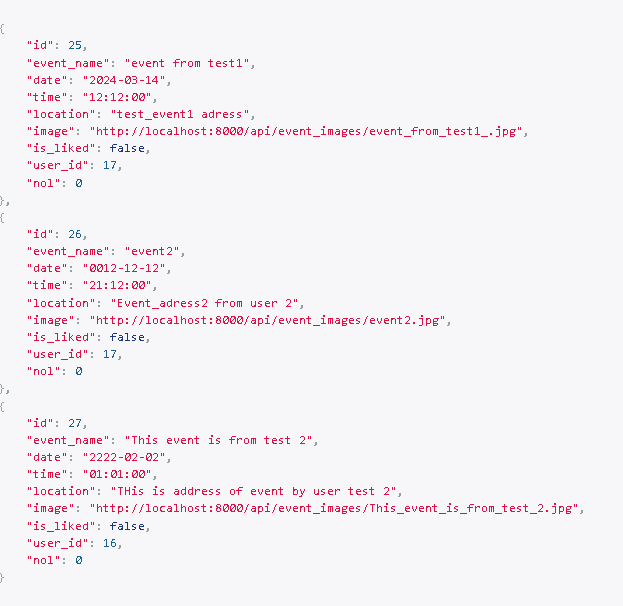 {
"id": 25,
"event_name": "event from test1",
"date": "2024-03-14",
"time": "12:12:00",
"location": "test_event1 adress",
"image": "http://localhost:8000/api/event_images/event_from_test1_.jpg",
"is_liked": false,
"user_id": 17,
"nol": 0
},
{
"id": 26,
"event_name": "event2",
"date": "0012-12-12",
"time": "21:12:00",
"location": "Event_adress2 from user 2",
"image": "http://localhost:8000/api/event_images/event2.jpg",
"is_liked": false,
"user_id": 17,
"nol": 0
},
{
"id": 27,
"event_name": "This event is from test 2",
"date": "2222-02-02",
"time": "01:01:00",
"location": "THis is address of event by user test 2",
"image": "http://localhost:8000/api/event_images/This_event_is_from_test_2.jpg",
"is_liked": false,
"user_id": 16,
"nol": 0
}